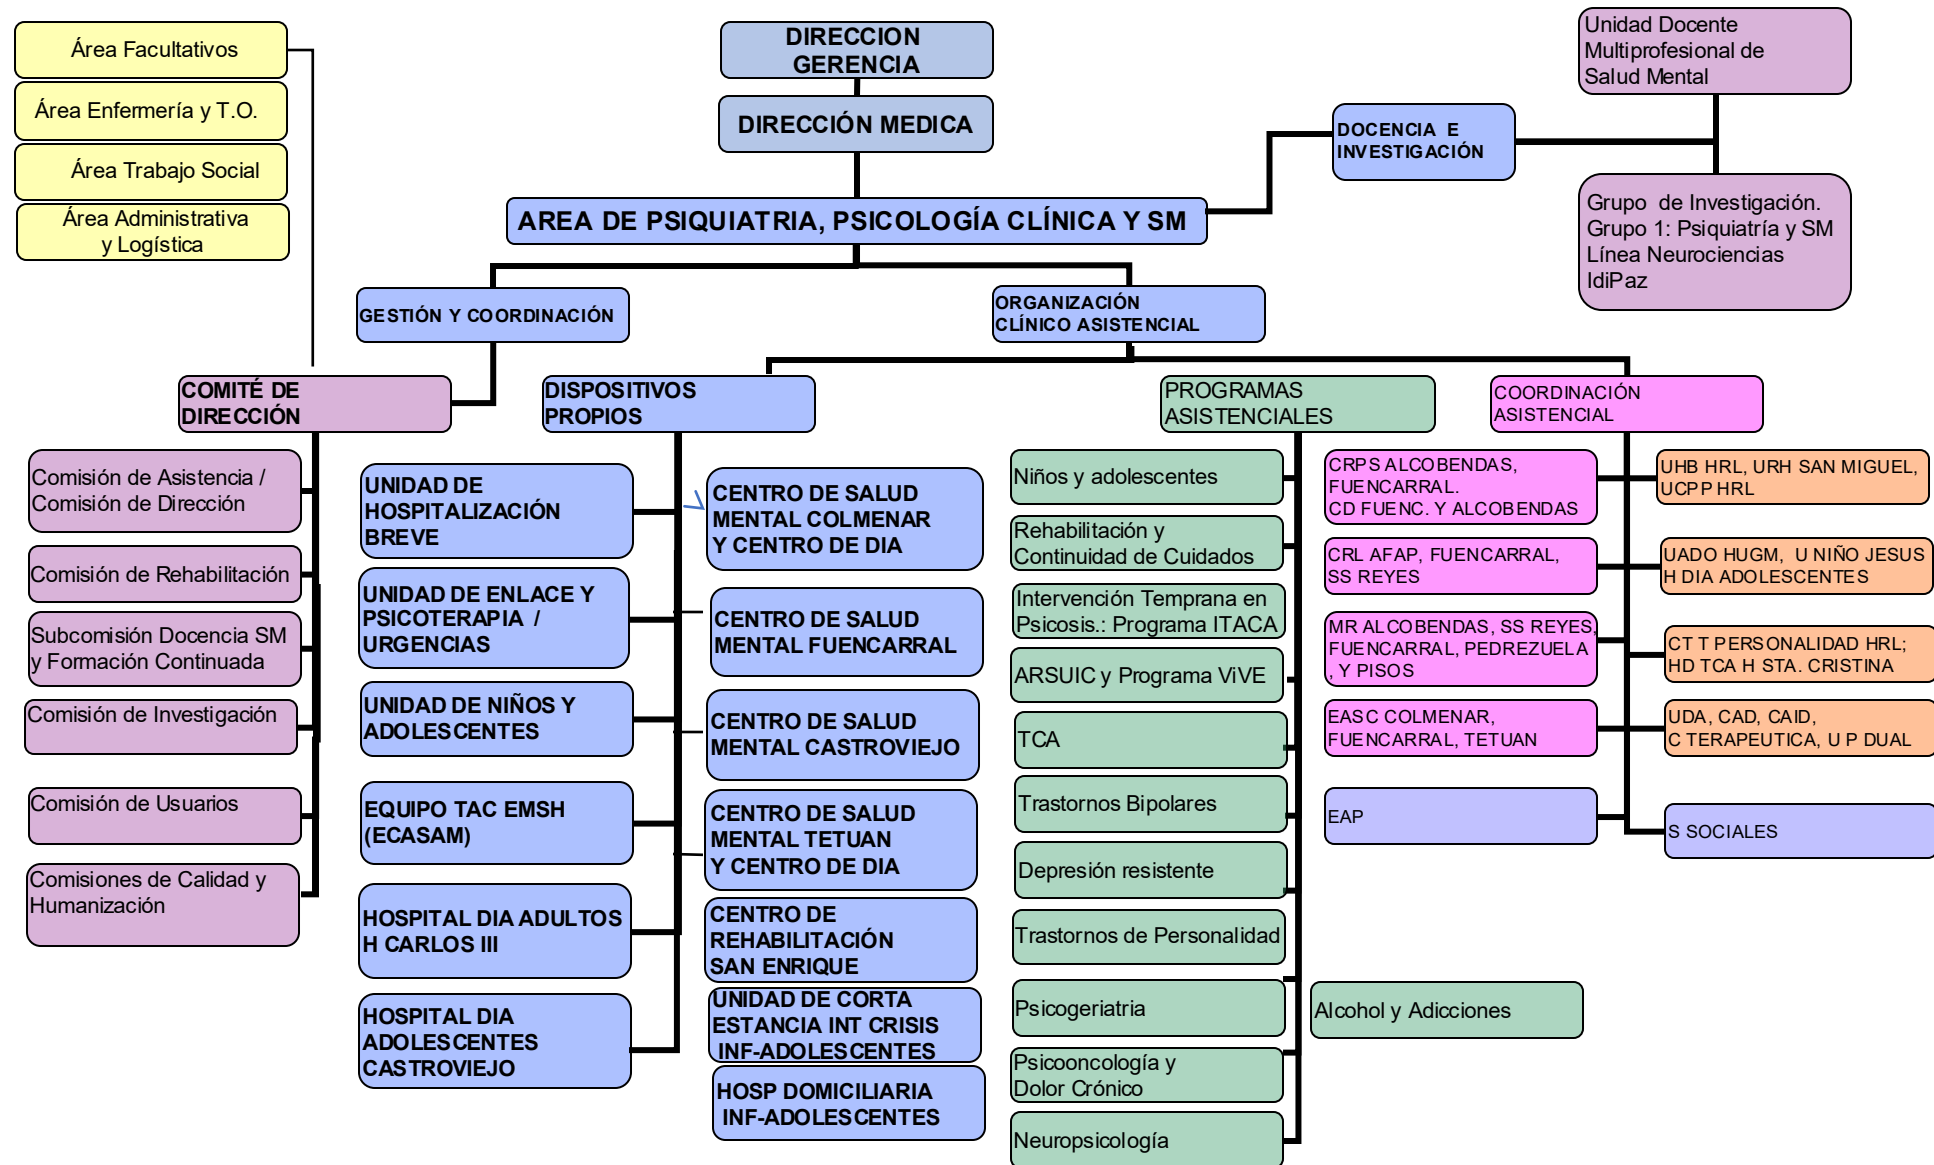 Área Facultativos
Área Enfermería y T.O.
Área Trabajo Social
Área Administrativa
y Logística
DIRECCION
GERENCIA
DIRECCIÓN MEDICA
AREA DE PSIQUIATRIA, PSICOLOGÍA CLÍNICA Y SM
DOCENCIA E
INVESTIGACIÓN
Unidad Docente
Multiprofesional de
Salud Mental
Grupo de Investigación.
Grupo 1: Psiquiatría y SM
Línea Neurociencias
IdiPaz
GESTIÓN Y COORDINACIÓN
ORGANIZACIÓN
CLÍNICO ASISTENCIAL
COMITÉ DE
DIRECCIÓN
Comisión de Asistencia /
Comisión de Dirección
Comisión de Rehabilitación
Subcomisión Docencia SM
y Formación Continuada
Comisión de Investigación
Comisión de Usuarios
Comisiones de Calidad y
Humanización
DISPOSITIVOS
PROPIOS
UNIDAD DE
HOSPITALIZACIÓN
BREVE
UNIDAD DE ENLACE Y
PSICOTERAPIA /
URGENCIAS
UNIDAD DE NIÑOS Y
ADOLESCENTES
EQUIPO TAC EMSH
(ECASAM)
HOSPITAL DIA ADULTOS
H CARLOS III
HOSPITAL DIA
ADOLESCENTES
CASTROVIEJO
CENTRO DE SALUD
MENTAL COLMENAR
Y CENTRO DE DIA
CENTRO DE SALUD
MENTAL FUENCARRAL
CENTRO DE SALUD
MENTAL CASTROVIEJO
CENTRO DE SALUD
MENTAL TETUAN
Y CENTRO DE DIA
CENTRO DE
REHABILITACIÓN
SAN ENRIQUE
UNIDAD DE CORTA
ESTANCIA INT CRISIS
INF-ADOLESCENTES
HOSP DOMICILIARIA
INF-ADOLESCENTES
PROGRAMAS
ASISTENCIALES
Niños y adolescentes
Rehabilitación y
Continuidad de Cuidados
Intervención Temprana en
Psicosis.: Programa ITACA
ARSUIC y Programa ViVE
TCA
Trastornos Bipolares
Depresión resistente
Trastornos de Personalidad
Psicogeriatria
Alcohol y Adicciones
Psicooncología y
Dolor Crónico
Neuropsicología
COORDINACIÓN
ASISTENCIAL
CRPS ALCOBENDAS,
FUENCARRAL.
CD FUENC. Y ALCOBENDAS
CRL AFAP, FUENCARRAL,
SS REYES
MR ALCOBENDAS, SS REYES,
FUENCARRAL, PEDREZUELA
, Y PISOS
EASC COLMENAR,
FUENCARRAL, TETUAN
EAP
UHB HRL, URH SAN MIGUEL,
UCPP HRL
UADO HUGM, U NIÑO JESUS
H DIA ADOLESCENTES
CT T PERSONALIDAD HRL;
HD TCA H STA. CRISTINA
UDA, CAD, CAID,
C TERAPEUTICA, U P DUAL
S SOCIALES